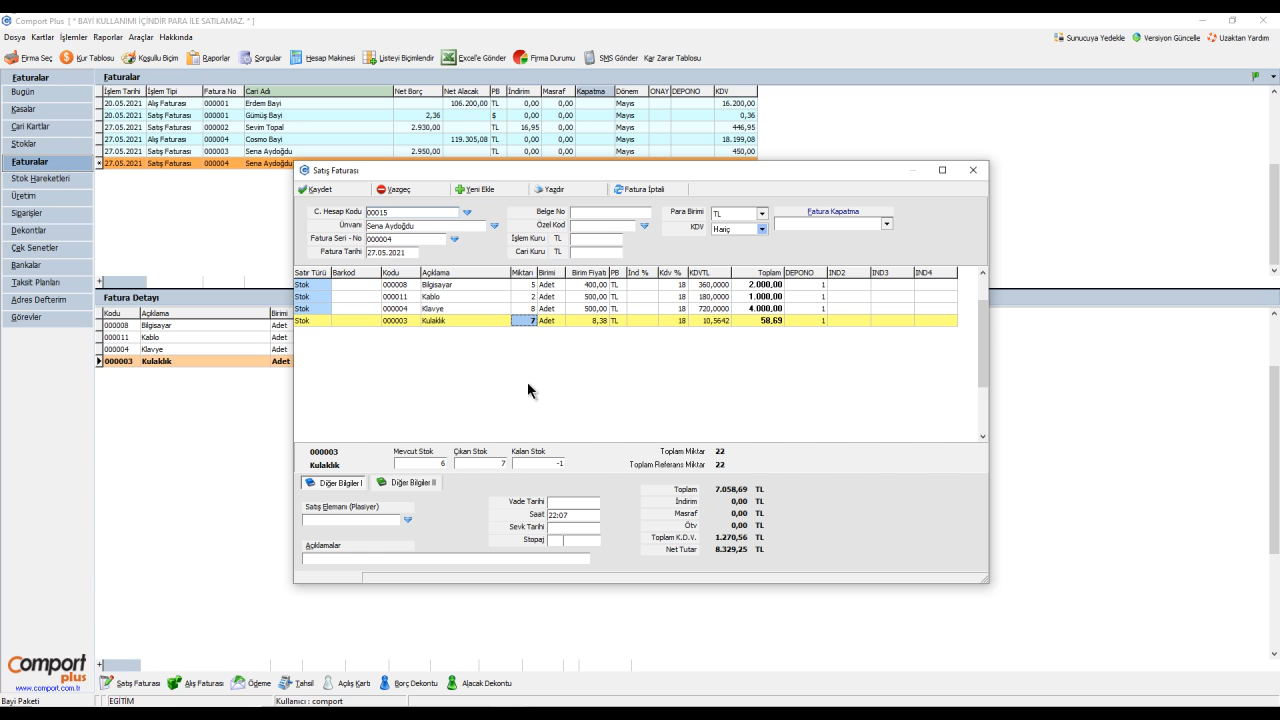 Comport Plus [ * BAYİ KULLANIMI İÇİNDİR PARA İLE SATILAMAZ. * ]
Dosya Kartlar İşlemler Raporlar Araçlar Hakkında
Sunucuya Yedekle Versiyon Güncelle Uzaktan Yardım
Firma Seç Kur Tablosu Koşullu Biçim Raporlar Sorgular Hesap Makinesi Listeyi Biçimlendir Excel'e Gönder Firma Durumu SMS Gönder Kar Zarar Tablosu
Faturalar
Bugün
Kasalar
Cari Kartlar
Stoklar
Faturalar
Stok Hareketleri
Üretim
Siparişler
Dekontlar
Çek Senetler
Bankalar
Taksit Planları
Adres Defterim
Görevler
Faturalar
İşlem Tarihi İşlem Tipi Fatura No Cari Adı Net Borç Net Alacak PB İndirim Masraf Kapatma Dönem ONAY DEPONO KDV
20.05.2021 Alış Faturası 000001 Erdem Bayi 106.200,00 TL 0,00 0,00 Mayıs 16.200,00
20.05.2021 Satış Faturası 000001 Gümüş Bayi 2,36 $ 0,00 0,00 Mayıs 0,36
27.05.2021 Satış Faturası 000002 Sevim Topal 2.930,00 TL 16,95 0,00 Mayıs 446,95
27.05.2021 Alış Faturası 000004 Cosmo Bayi 119.305,08 TL 0,00 0,00 Mayıs 18.199,08
27.05.2021 Satış Faturası 000003 Sena Aydoğdu 2.950,00 TL 0,00 0,00 Mayıs 450,00
27.05.2021 Satış Faturası 000004 Sena Aydoğdu
Fatura Detayı
Kodu Açıklama Birimi
000008 Bilgisayar Adet
000011 Kablo Adet
000004 Klavye Adet
000003 Kulaklık Adet
Satış Faturası
Kaydet Vazgeç Yeni Ekle Yazdır Fatura İptali
C. Hesap Kodu 00015 Belge No Para Birimi TL Fatura Kapatma
Ünvanı Sena Aydoğdu Özel Kod KDV Hariç
Fatura Seri - No 000004 İşlem Kuru TL
Fatura Tarihi 27.05.2021 Cari Kuru TL
Satır Türü Barkod Kodu Açıklama Miktarı Birimi Birim Fiyatı PB Ind % Kdv % KDVTL Toplam DEPONO IND2 IND3 IND4
Stok 000008 Bilgisayar 5 Adet 400,00 TL 18 360,0000 2.000,00 1
Stok 000011 Kablo 2 Adet 500,00 TL 18 180,0000 1.000,00 1
Stok 000004 Klavye 8 Adet 500,00 TL 18 720,0000 4.000,00 1
Stok 000003 Kulaklık 7 Adet 8,38 TL 18 10,5642 58,69 1
000003 Mevcut Stok Çıkan Stok Kalan Stok Toplam Miktar 22
Kulaklık 6 7 -1 Toplam Referans Miktar 22
Diğer Bilgiler I Diğer Bilgiler II
Satış Elemanı (Plasiyer)
Açıklamalar
Vade Tarihi
Saat 22:07
Sevk Tarihi
Stopaj
Toplam 7.058,69 TL
İndirim 0,00 TL
Masraf 0,00 TL
Ötv 0,00 TL
Toplam K.D.V. 1.270,56 TL
Net Tutar 8.329,25 TL
Comport plus
www.comport.com.tr
Satış Faturası Alış Faturası Ödeme Tahsil Açılış Kartı Borç Dekontu Alacak Dekontu
Bayi Paketi EĞİTİM Kullanıcı : comport